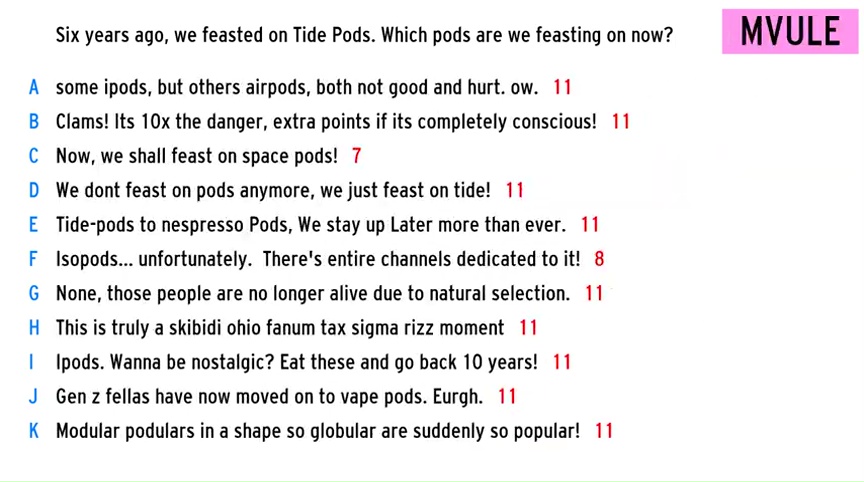 Six years ago, we feasted on Tide Pods. Which pods are we feasting on now?
MVULE
A some ipods, but others airpods, both not good and hurt. ow. 11
B Clams! Its 10x the danger, extra points if its completely conscious! 11
C Now, we shall feast on space pods! 7
D We dont feast on pods anymore, we just feast on tide! 11
E Tide-pods to nespresso Pods, We stay up Later more than ever. 11
F Isopods... unfortunately. There's entire channels dedicated to it! 8
G None, those people are no longer alive due to natural selection. 11
H This is truly a skibidi ohio fanum tax sigma rizz moment 11
I Ipods. Wanna be nostalgic? Eat these and go back 10 years! 11
J Gen z fellas have now moved on to vape pods. Eurgh. 11
K Modular podulars in a shape so globular are suddenly so popular! 11